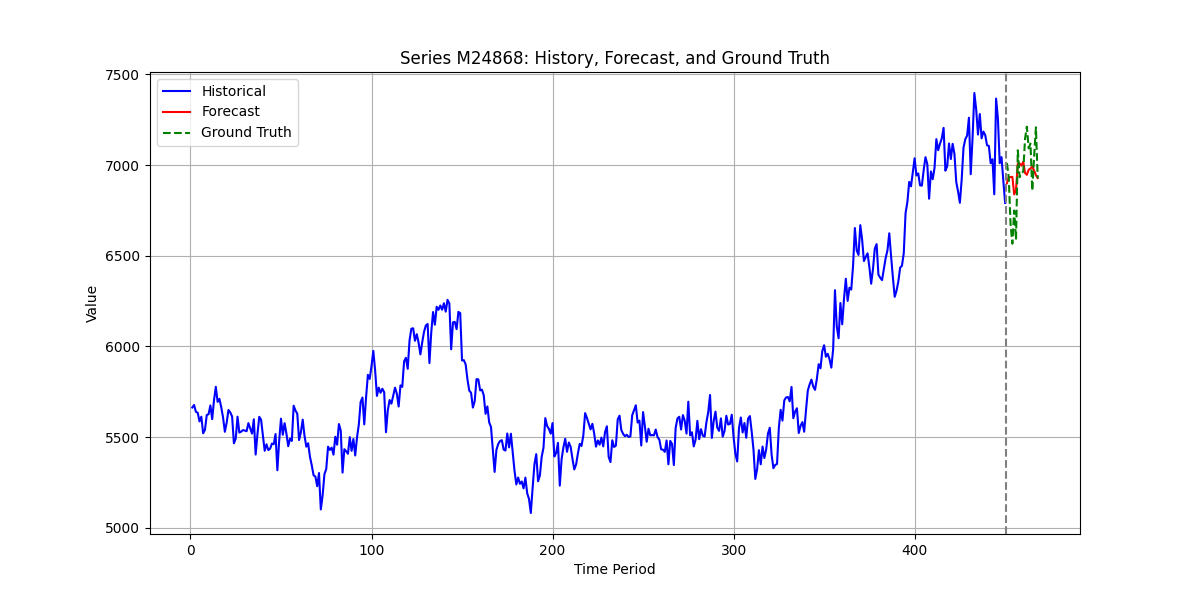 Series M24868: History, Forecast, and Ground Truth
Historical
Forecast
Ground Truth
7500
7000
6500
6000
5500
5000
Value
0
100
200
300
400
Time Period